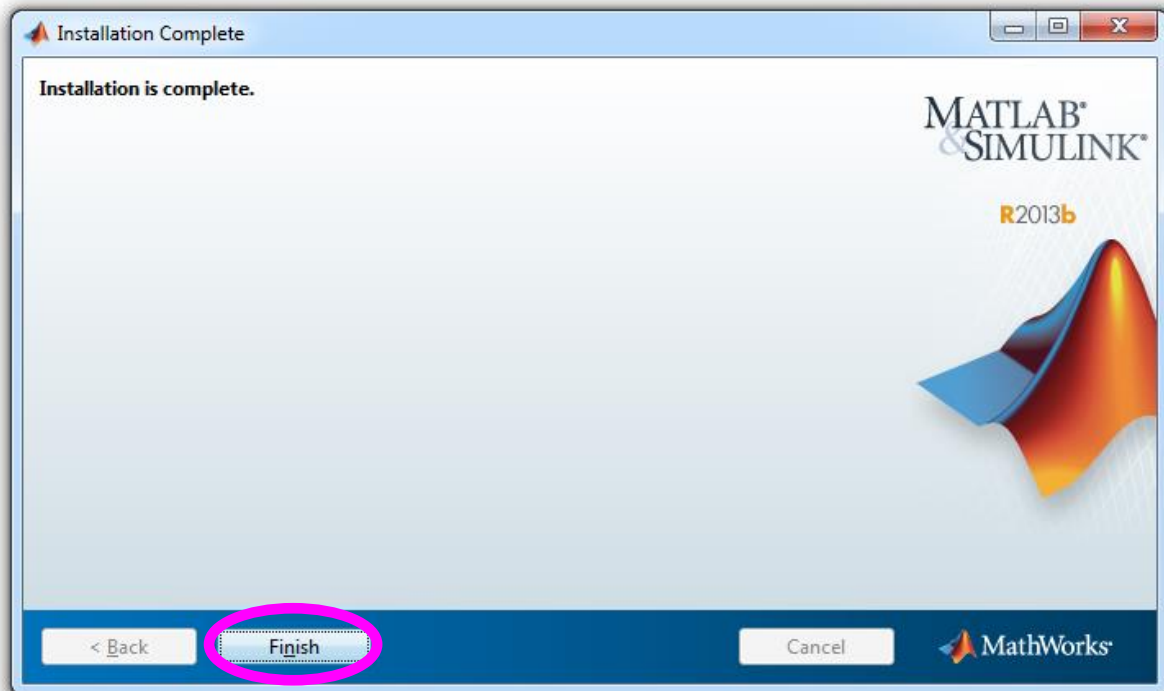 Installation Complete
Installation is complete.
MATLAB®
&SIMULINK®
R2013b
< Back
Finish
Cancel
MathWorks®